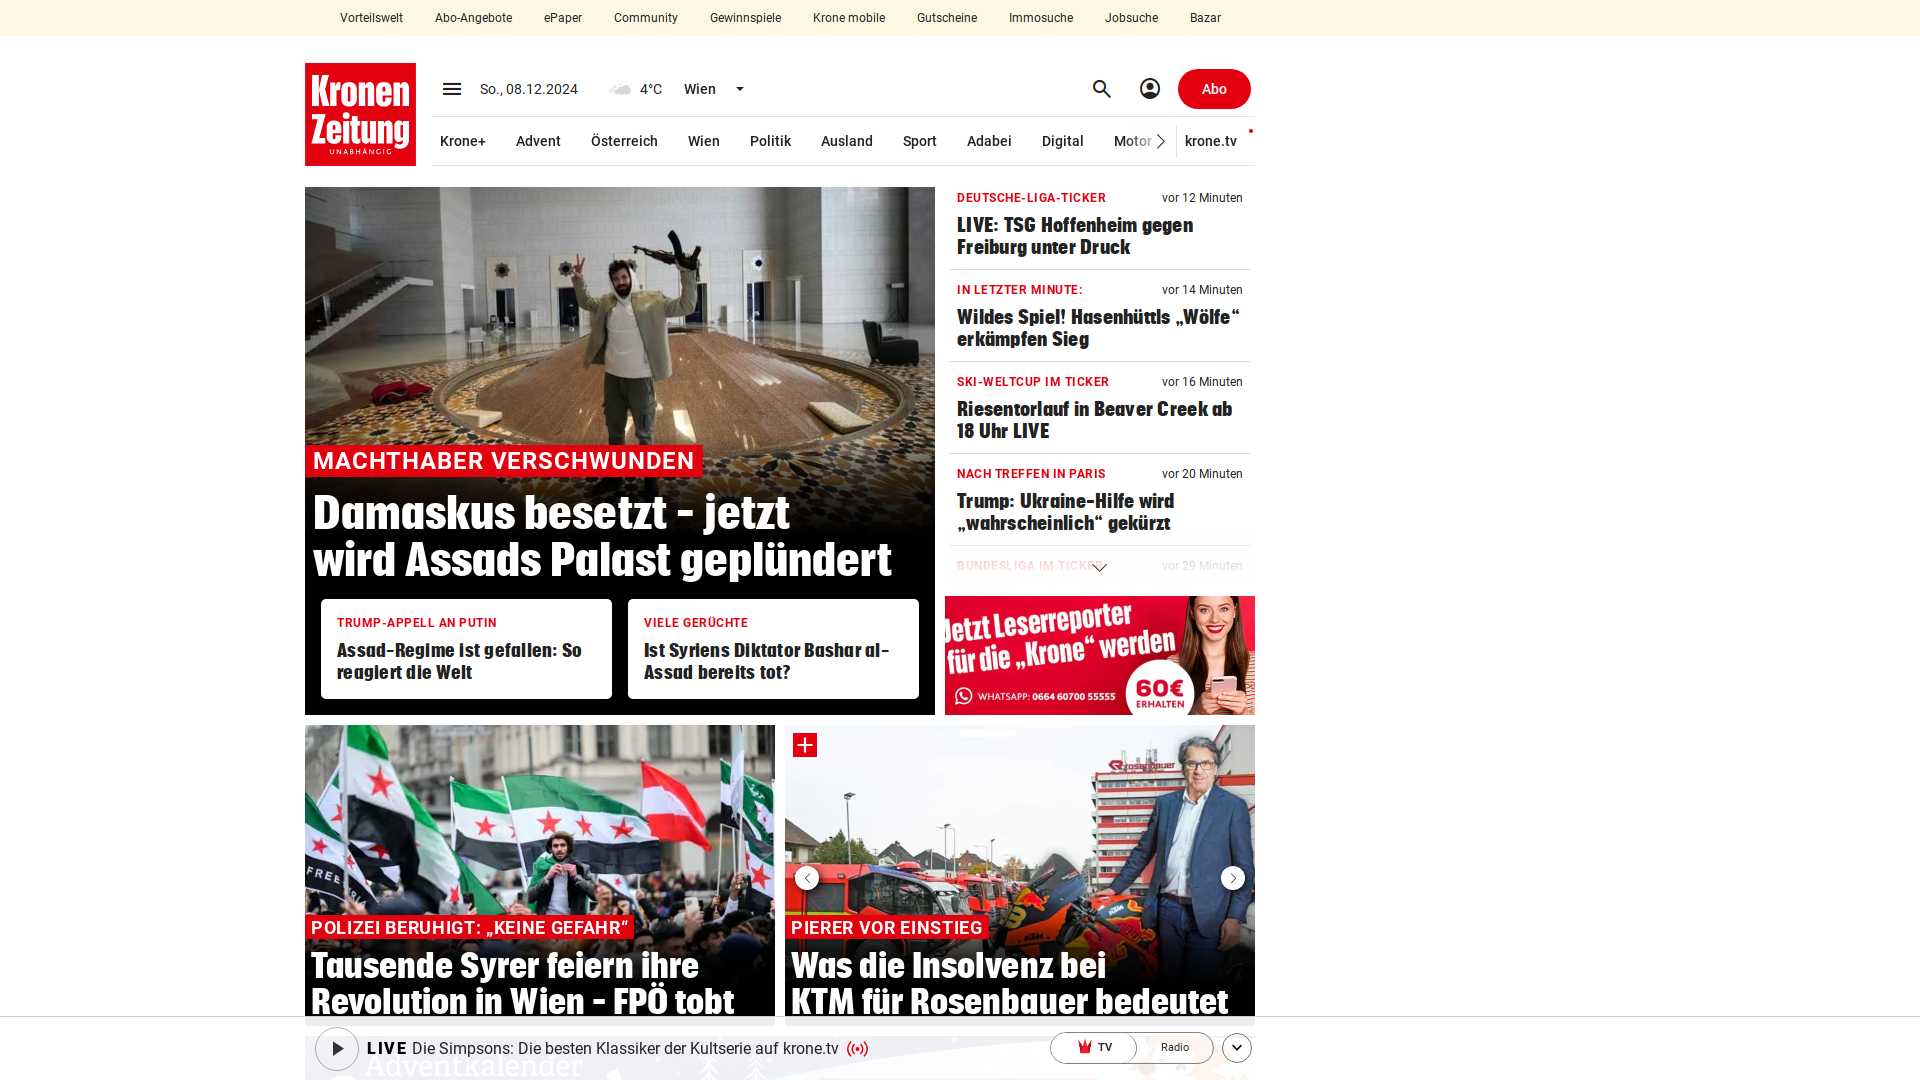 Vorteilswelt Abo-Angebote ePaper Community Gewinnspiele Krone mobile Gutscheine Immosuche Jobsuche Bazar
Kronen
Zeitung
UNABHÄNGIG
So., 08.12.2024 4°C Wien
Abo
Krone+ Advent Österreich Wien Politik Ausland Sport Adabei Digital Motor krone.tv
MACHTHABER VERSCHWUNDEN
Damaskus besetzt – jetzt
wird Assads Palast geplündert
TRUMP-APPELL AN PUTIN
Assad-Regime ist gefallen: So
reagiert die Welt
VIELE GERÜCHTE
Ist Syriens Diktator Bashar al-
Assad bereits tot?
DEUTSCHE-LIGA-TICKER vor 12 Minuten
LIVE: TSG Hoffenheim gegen
Freiburg unter Druck
IN LETZTER MINUTE: vor 14 Minuten
Wildes Spiel! Hasenhüttls „Wölfe“
erkämpfen Sieg
SKI-WELTCUP IM TICKER vor 16 Minuten
Riesentorlauf in Beaver Creek ab
18 Uhr LIVE
NACH TREFFEN IN PARIS vor 20 Minuten
Trump: Ukraine-Hilfe wird
„wahrscheinlich“ gekürzt
BUNDESLIGA IM TICKER vor 29 Minuten
Jetzt Leserreporter
für die „Krone“ werden
WHATSAPP: 0664 60700 55555
60€
ERHALTEN
FREE
POLIZEI BERUHIGT: „KEINE GEFAHR“
Tausende Syrer feiern ihre
Revolution in Wien – FPÖ tobt
rosenbauer
KTM
PIERER VOR EINSTIEG
Was die Insolvenz bei
KTM für Rosenbauer bedeutet
LIVE Die Simpsons: Die besten Klassiker der Kultserie auf krone.tv
TV Radio
Adventkalender